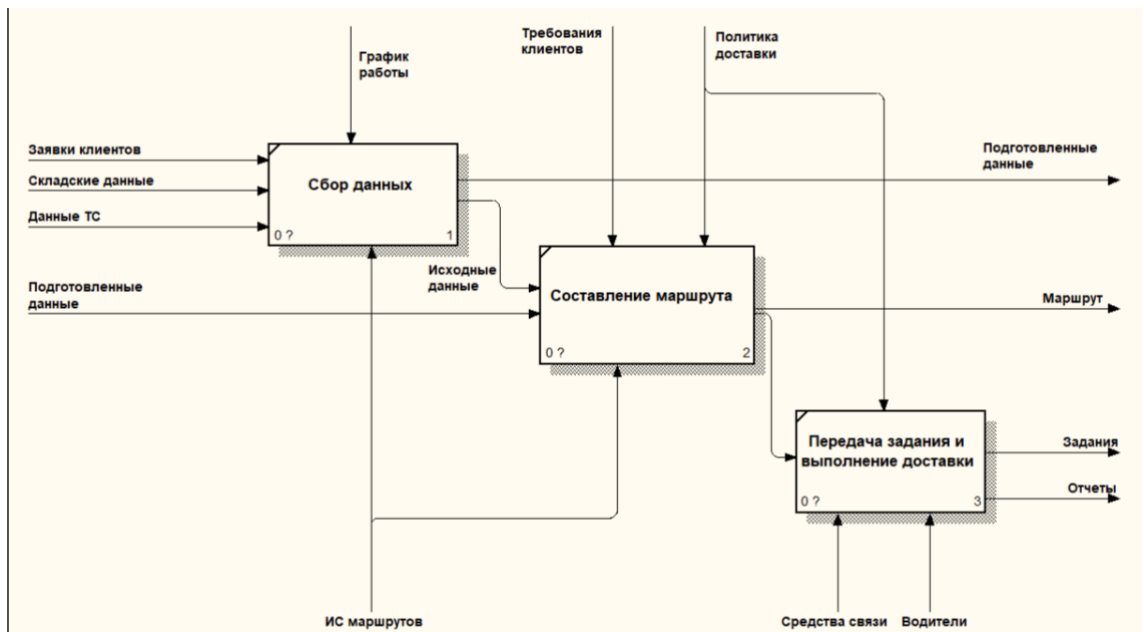 Требования
клиентов
Политика
доставки
График
работы
Заявки клиентов
Подготовленные
данные
Складские данные
Сбор данных
Данные ТС
0 ?
1
Исходные
данные
Подготовленные
данные
Составление маршрута
Маршрут
0 ?
2
Передача задания и
выполнение доставки
Задания
Отчеты
0 ?
3
ИС маршрутов
Средства связи
Водители